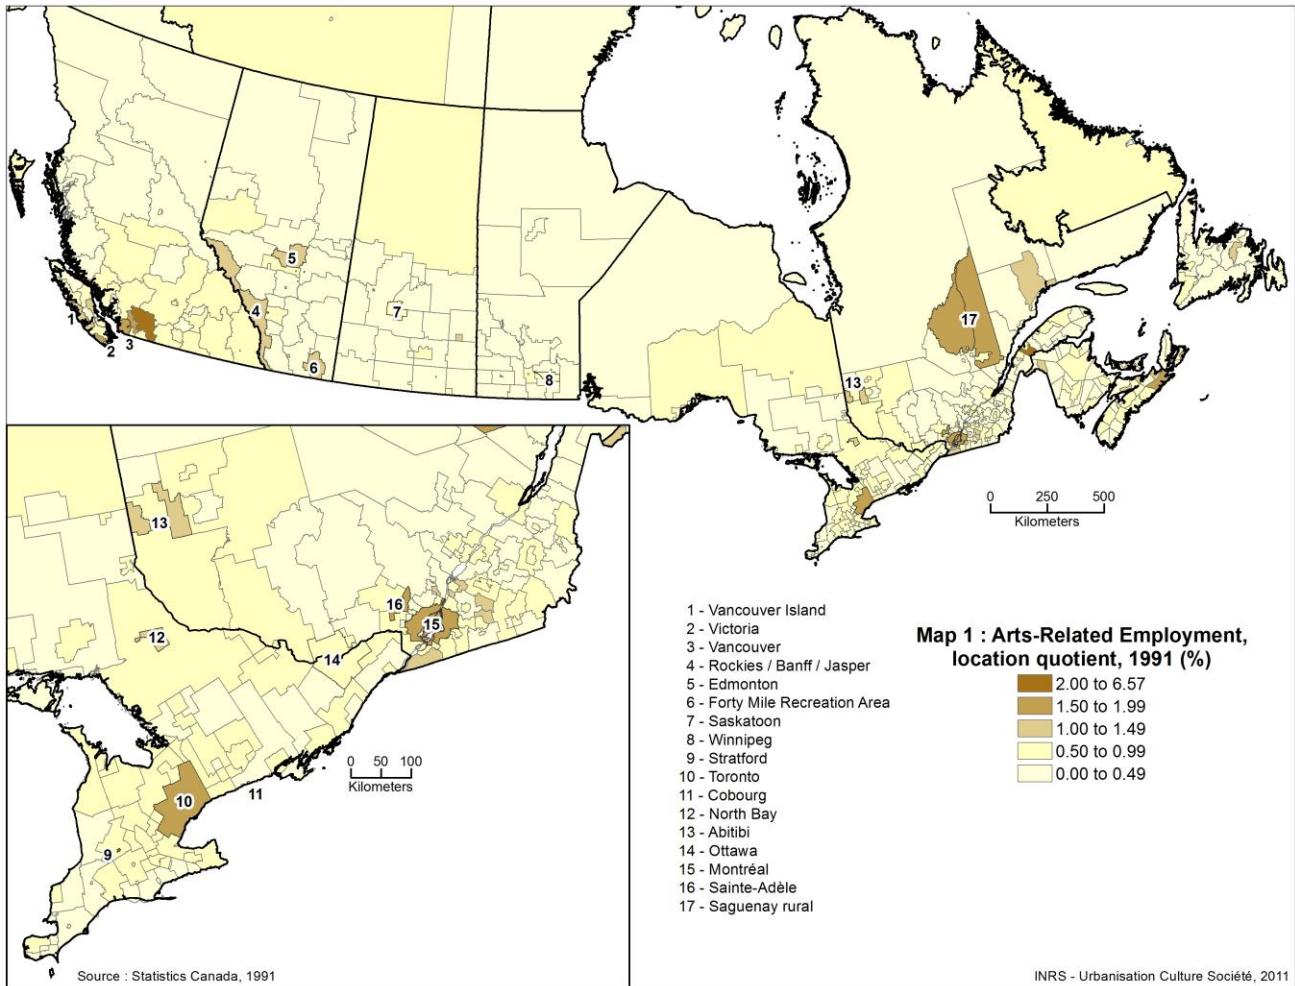 5
4
7
6
8
1
2
3
17
13
0 250 500
Kilometers
13
12
16
15
14
0 50 100
Kilometers
10
11
9
Source : Statistics Canada, 1991
1 - Vancouver Island
2 - Victoria
3 - Vancouver
4 - Rockies / Banff / Jasper
5 - Edmonton
6 - Forty Mile Recreation Area
7 - Saskatoon
8 - Winnipeg
9 - Stratford
10 - Toronto
11 - Cobourg
12 - North Bay
13 - Abitibi
14 - Ottawa
15 - Montréal
16 - Sainte-Adèle
17 - Saguenay rural
Map 1 : Arts-Related Employment,
location quotient, 1991 (%)
2.00 to 6.57
1.50 to 1.99
1.00 to 1.49
0.50 to 0.99
0.00 to 0.49
INRS - Urbanisation Culture Société, 2011